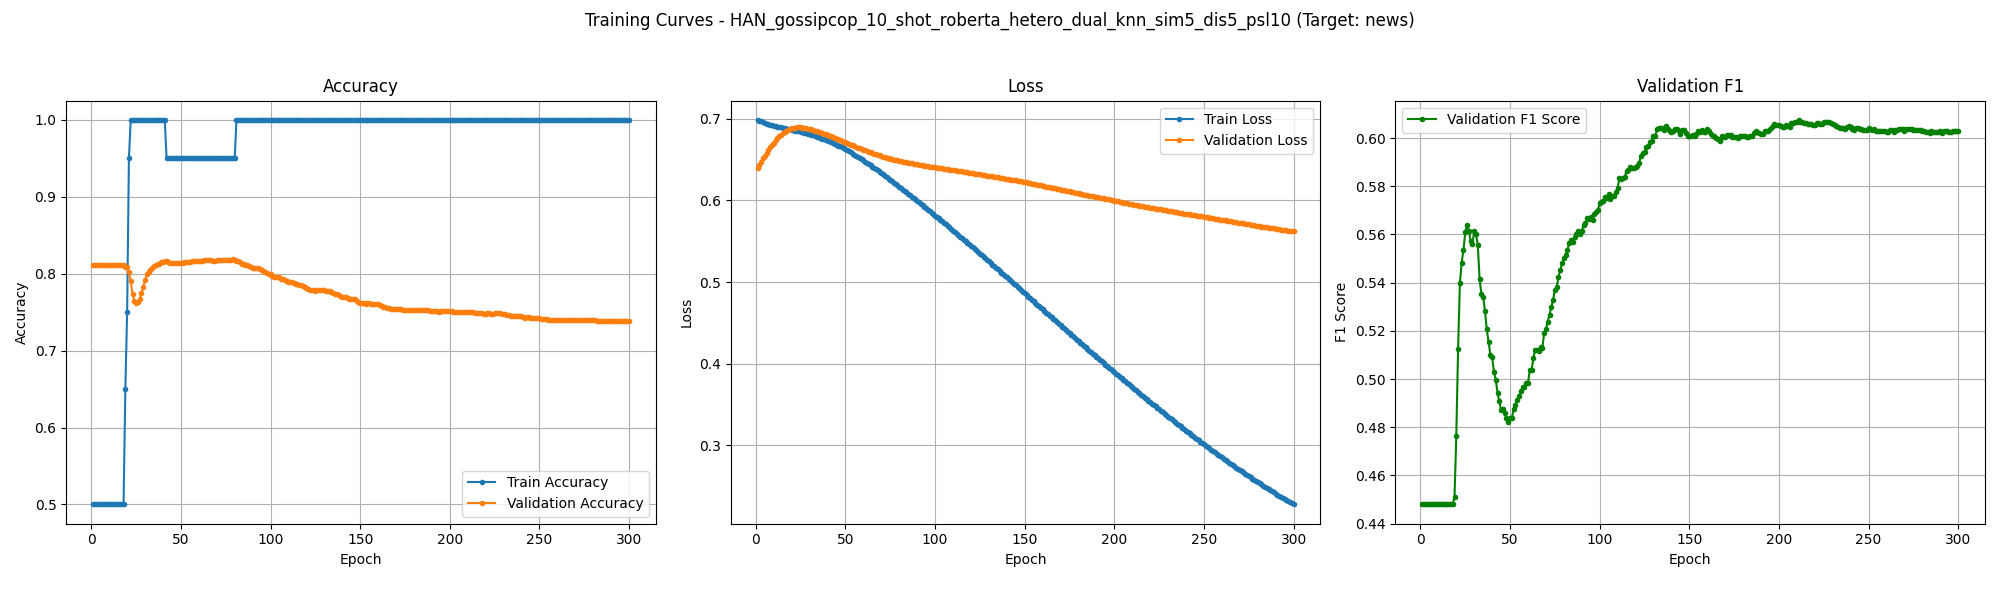 Training Curves - HAN_gossipcop_10_shot_roberta_hetero_dual_knn_sim5_dis5_psl10 (Target: news)
Accuracy
Accuracy
1.0
0.9
0.8
0.7
0.6
0.5
0 50 100 150 200 250 300
Epoch
Train Accuracy
Validation Accuracy
Loss
Loss
0.7
0.6
0.5
0.4
0.3
0 50 100 150 200 250 300
Epoch
Train Loss
Validation Loss
Validation F1
F1 Score
0.60
0.58
0.56
0.54
0.52
0.50
0.48
0.46
0.44
0 50 100 150 200 250 300
Epoch
Validation F1 Score